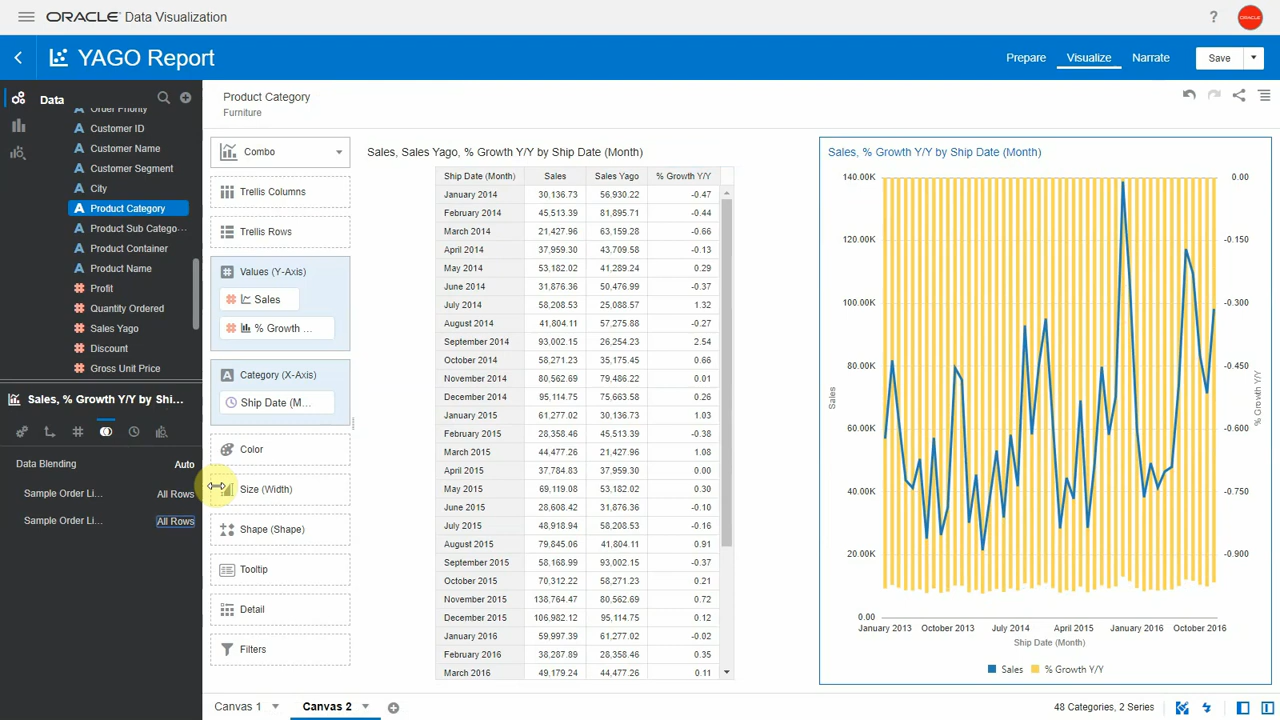 ORACLE Data Visualization
?
ORACLE
YAGO Report
Prepare Visualize Narrate Save
Data
Order Priority
Customer ID
Customer Name
Customer Segment
City
Product Category
Product Sub Catego...
Product Container
Product Name
Profit
Quantity Ordered
Sales Yago
Discount
Gross Unit Price
Sales, % Growth Y/Y by Shi...
Data Blending Auto
Sample Order Li... All Rows
Sample Order Li... All Rows
Product Category
Furniture
Combo
Trellis Columns
Trellis Rows
Values (Y-Axis)
Sales
% Growth ...
Category (X-Axis)
Ship Date (M...
Color
Size (Width)
Shape (Shape)
Tooltip
Detail
Filters
Sales, Sales Yago, % Growth Y/Y by Ship Date (Month)
Ship Date (Month) Sales Sales Yago % Growth Y/Y
January 2014 30,136.73 56,930.22 -0.47
February 2014 45,513.39 81,895.71 -0.44
March 2014 21,427.96 63,159.28 -0.66
April 2014 37,959.30 43,709.58 -0.13
May 2014 53,182.02 41,289.24 0.29
June 2014 31,876.36 50,476.99 -0.37
July 2014 58,208.53 25,088.57 1.32
August 2014 41,804.11 57,275.88 -0.27
September 2014 93,002.15 26,254.23 2.54
October 2014 58,271.23 35,175.45 0.66
November 2014 80,562.69 79,486.22 0.01
December 2014 95,114.75 75,663.58 0.26
January 2015 61,277.02 30,136.73 1.03
February 2015 28,358.46 45,513.39 -0.38
March 2015 44,477.26 21,427.96 1.08
April 2015 37,784.83 37,959.30 0.00
May 2015 69,119.08 53,182.02 0.30
June 2015 28,608.42 31,876.36 -0.10
July 2015 48,918.94 58,208.53 -0.16
August 2015 79,845.06 41,804.11 0.91
September 2015 58,168.99 93,002.15 -0.37
October 2015 70,312.22 58,271.23 0.21
November 2015 138,764.47 80,562.69 0.72
December 2015 106,982.12 95,114.75 0.12
January 2016 59,997.39 61,277.02 -0.02
February 2016 38,287.89 28,358.46 0.35
March 2016 49,179.24 44,477.26 0.11
Sales, % Growth Y/Y by Ship Date (Month)
140.00K 0.00
120.00K -0.150
100.00K -0.300
80.00K -0.450
60.00K -0.600
40.00K -0.750
20.00K -0.900
0.00
Sales
% Growth Y/Y
January 2013 October 2013 July 2014 April 2015 January 2016 October 2016
Ship Date (Month)
Sales % Growth Y/Y
Canvas 1 Canvas 2
48 Categories, 2 Series